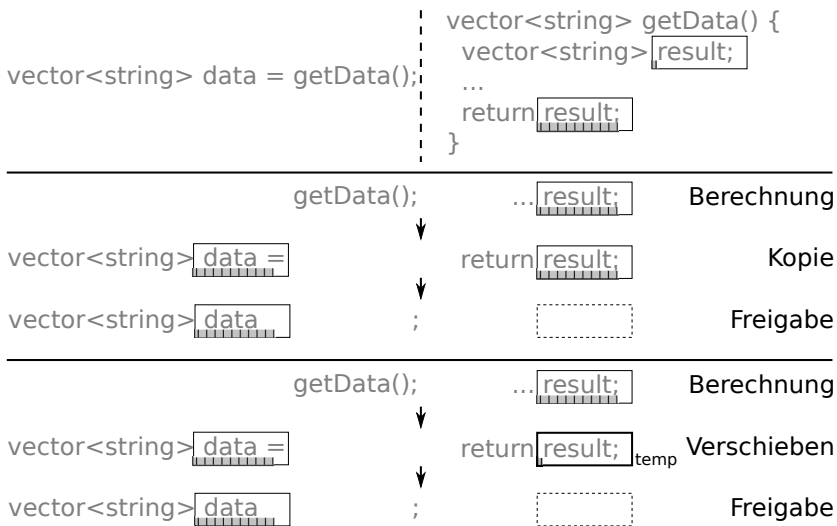 vector<string> data = getData();
vector<string> getData() {
vector<string> result;
...
return result;
}
getData(); ... result; Berechnung
vector<string> data = return result; Kopie
vector<string> data ; Freigabe
getData(); ... result; Berechnung
vector<string> data = return result; temp Verschieben
vector<string> data ; Freigabe